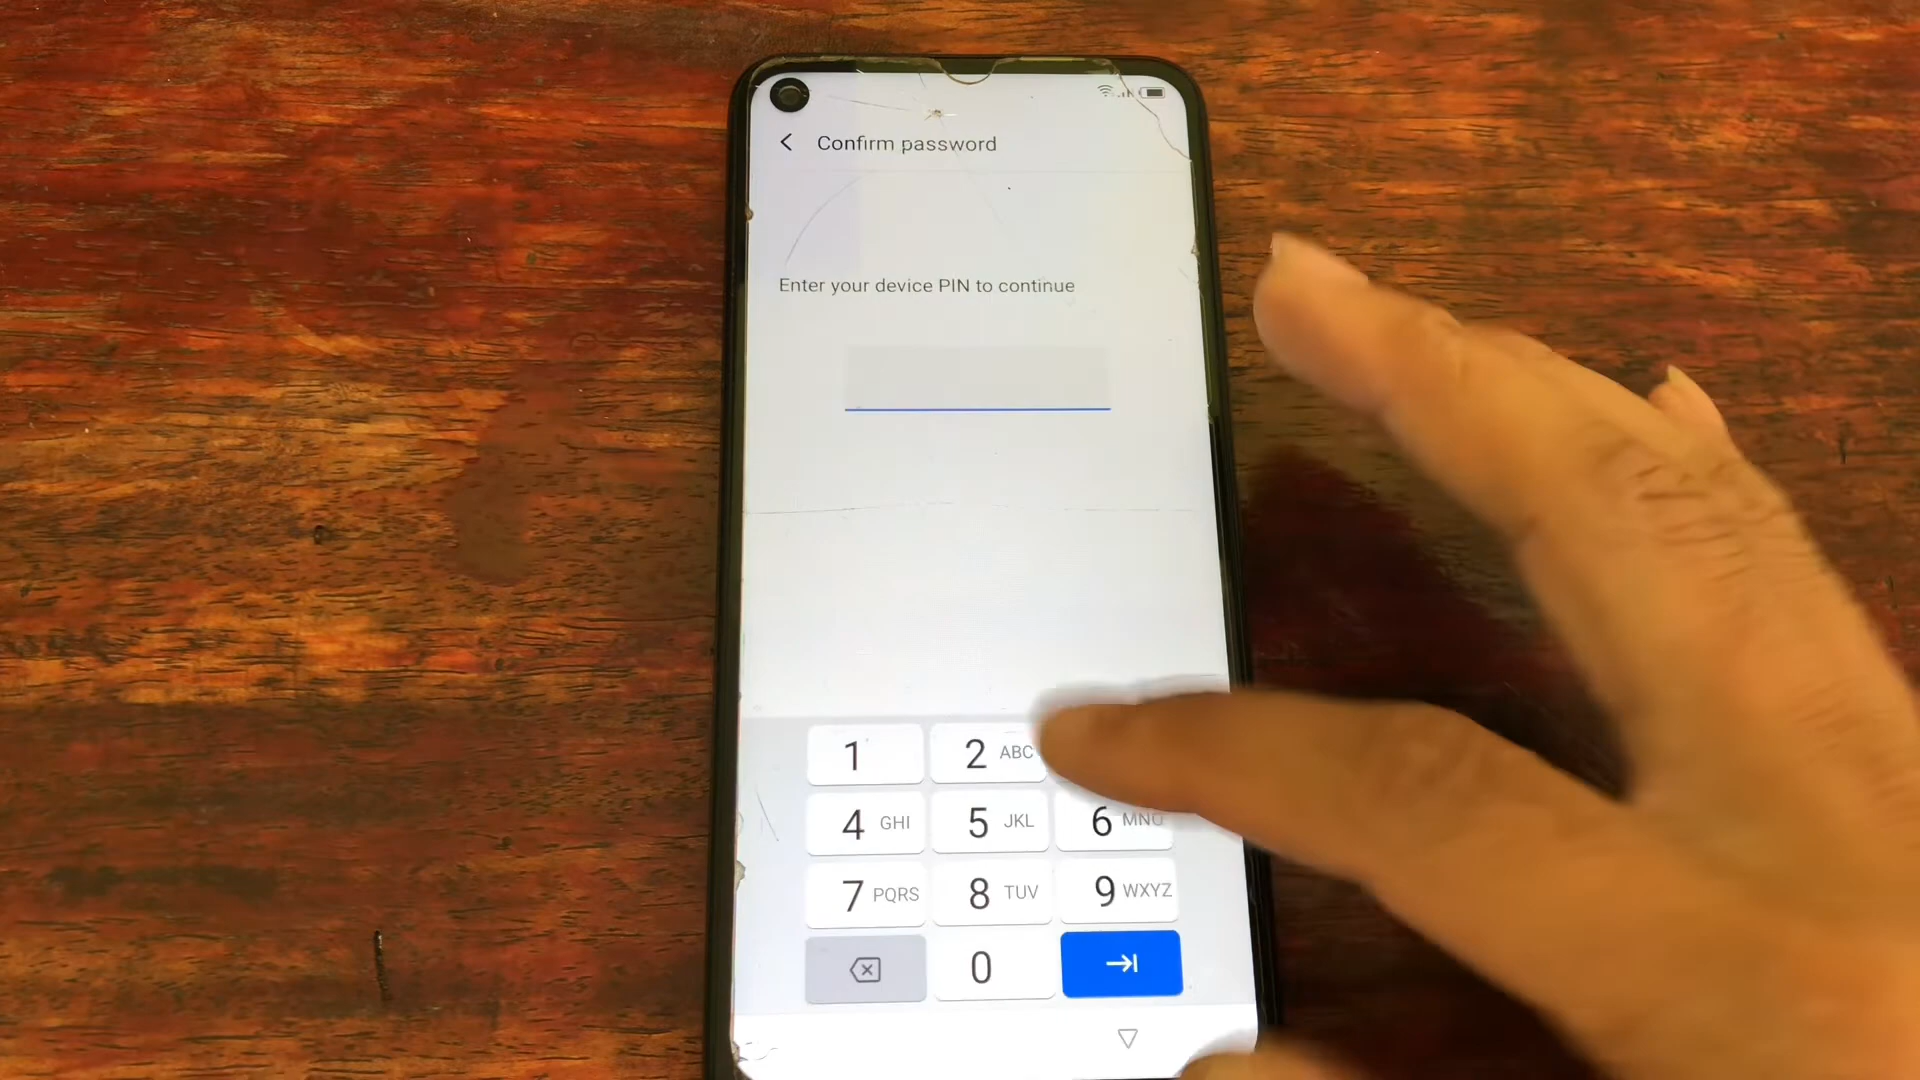 Confirm password
Enter your device PIN to continue
1
2 ABC
4 GHI
5 JKL
6 MNO
7 PQRS
8 TUV
9 WXYZ
0